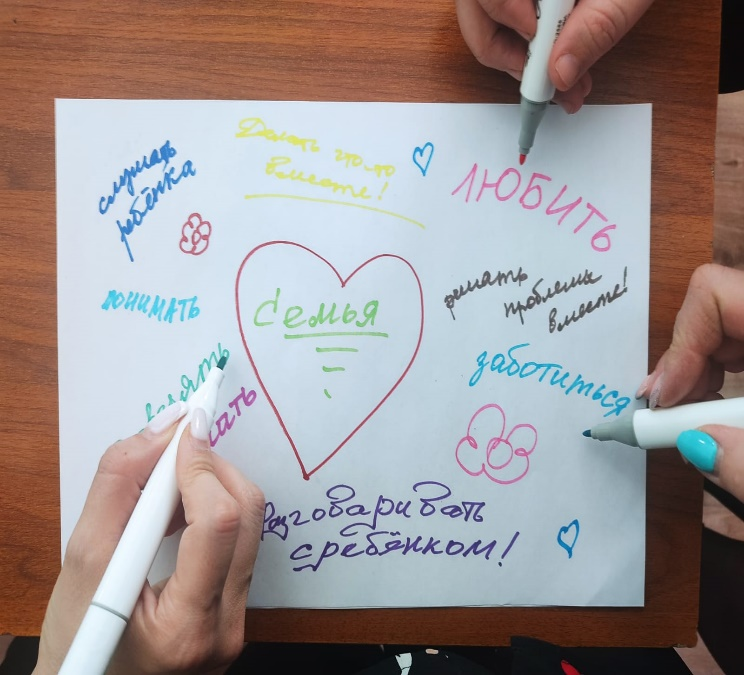 слушать
ребёнка
Делать что-то
вместе!
ЛЮБИТЬ
понимать
Семья
решать
проблемы
вместе!
заботиться
разговаривать
с ребёнком!